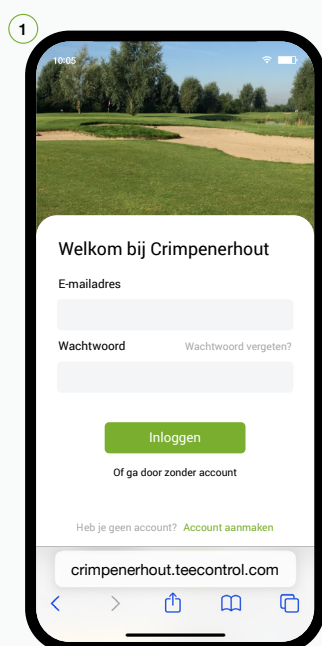 1
10:05
Welkom bij Crimpenerhout
E-mailadres
Wachtwoord Wachtwoord vergeten?
Inloggen
Of ga door zonder account
Heb je geen account? Account aanmaken
crimpenerhout.teecontrol.com